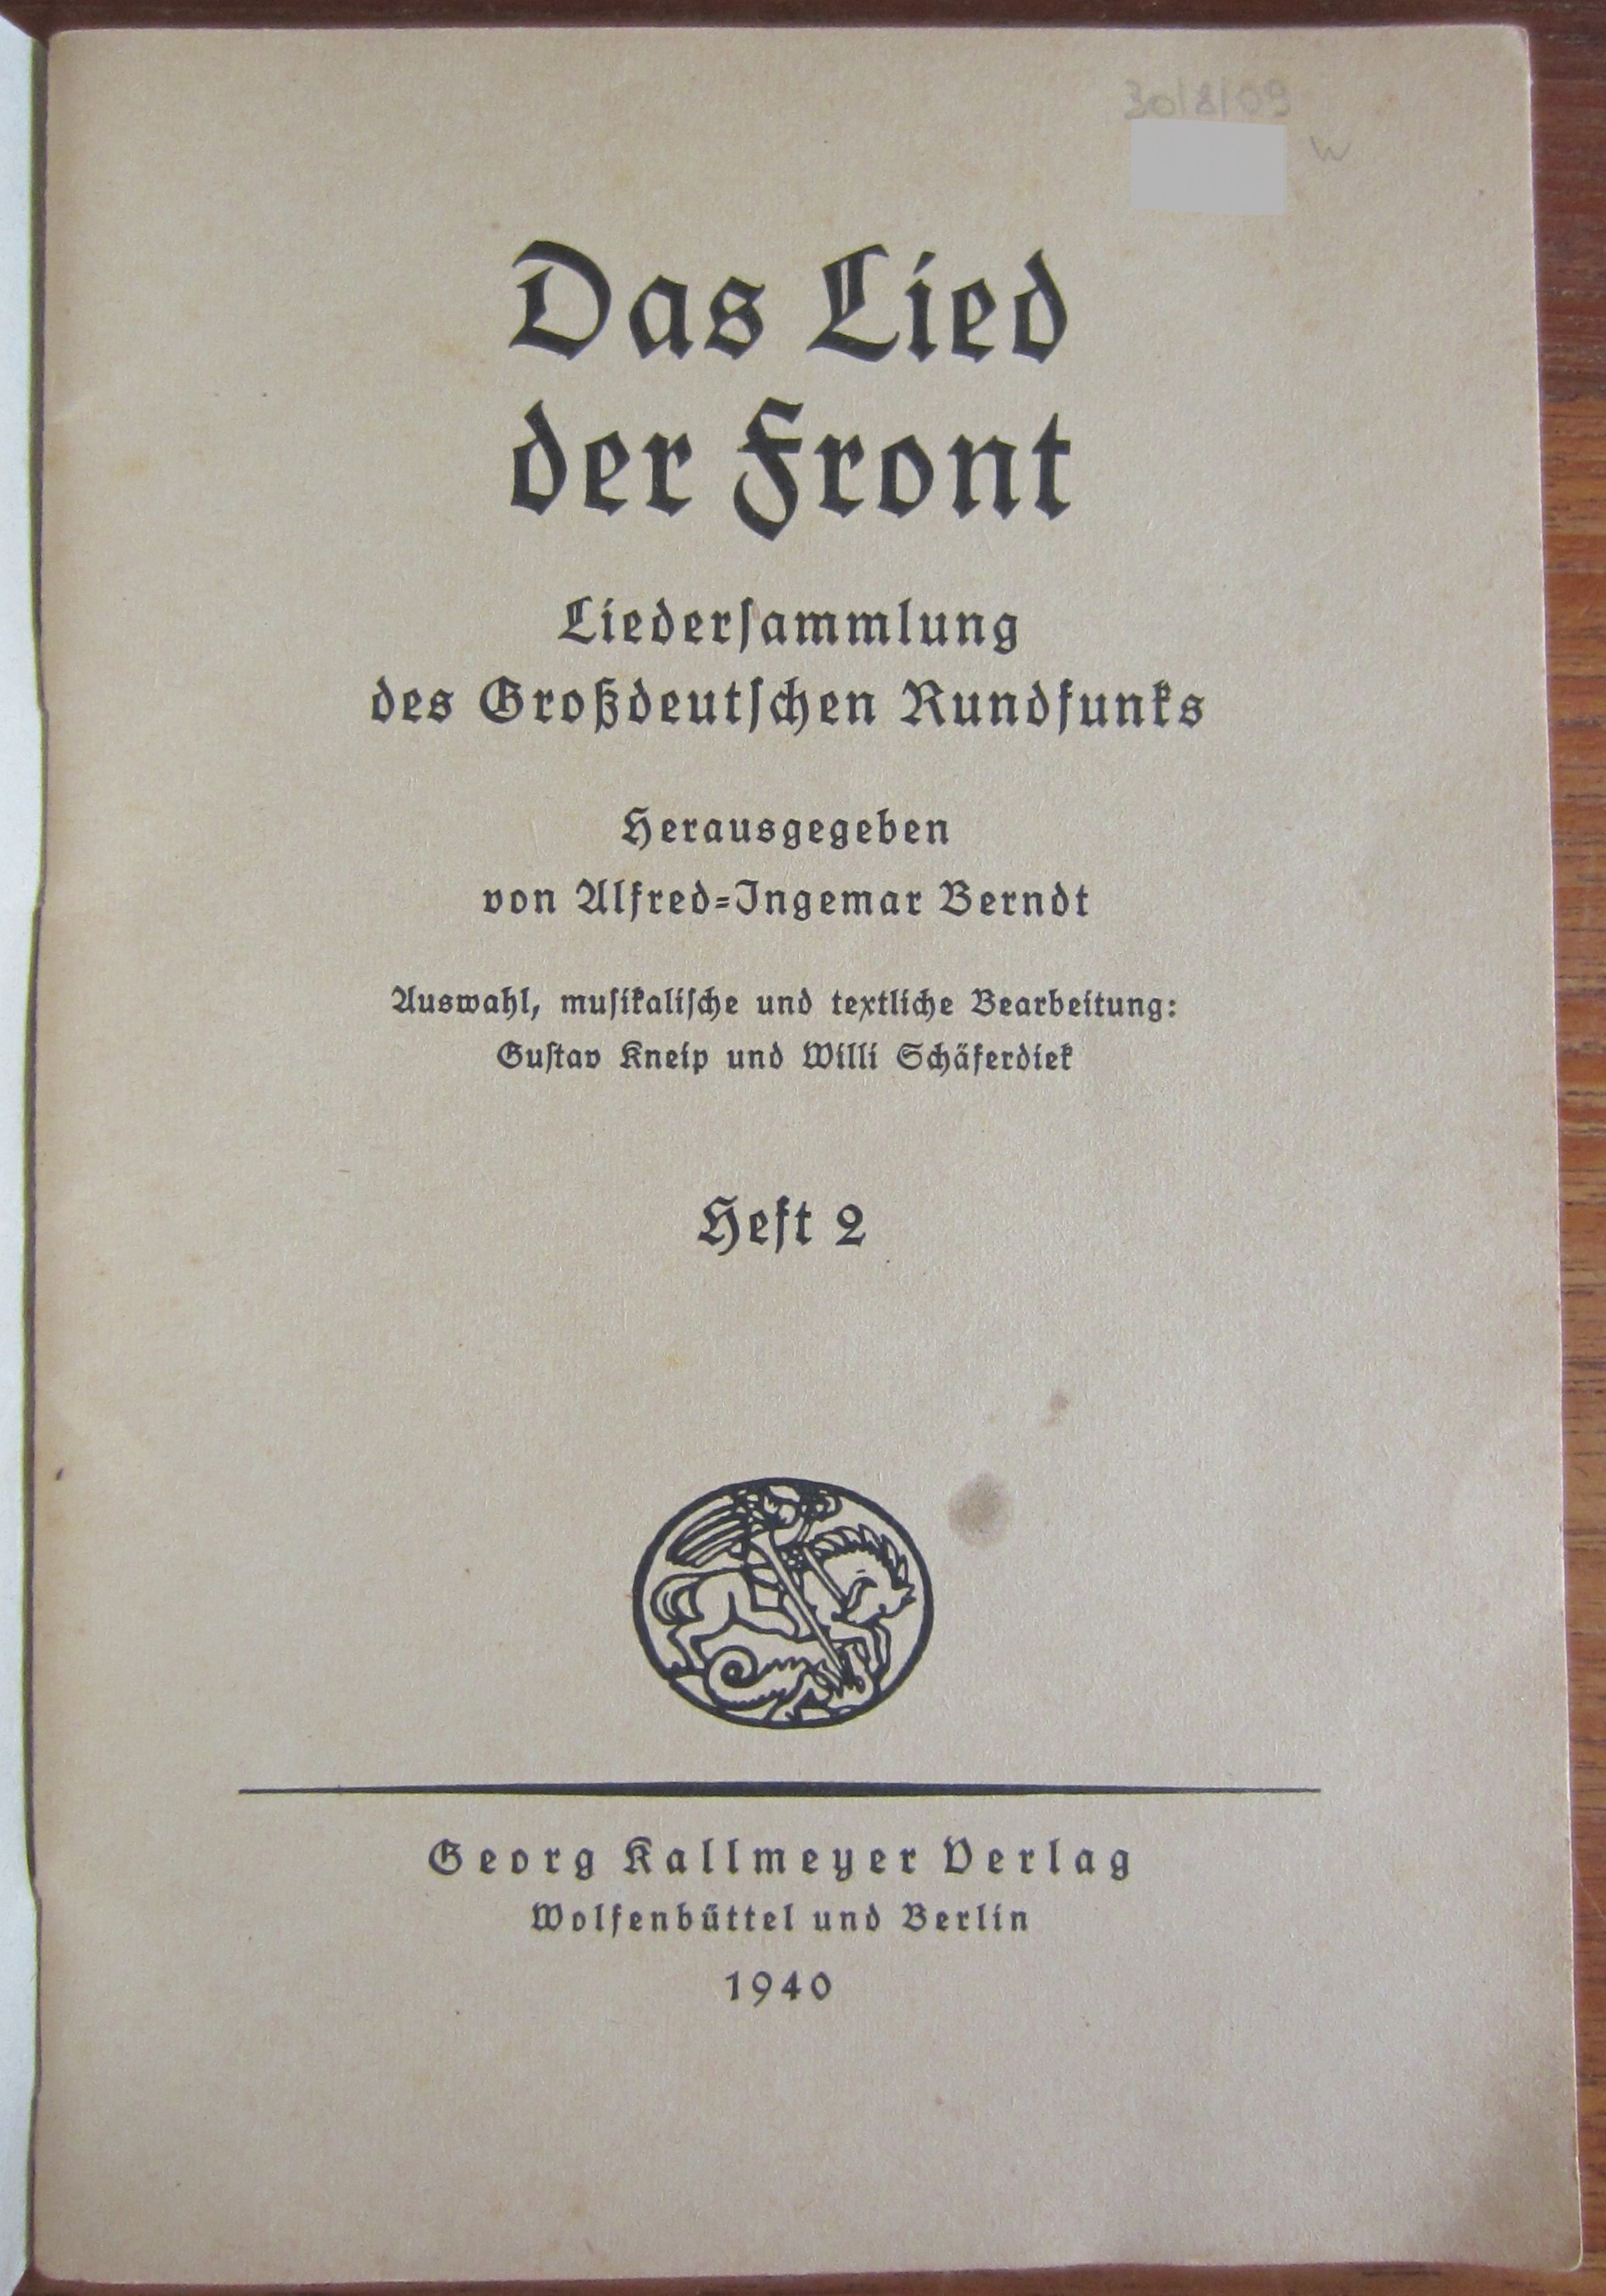 30/8/09
W
Das Lied
der Front
Liederſammlung
des Großdeutſchen Rundfunks
Herausgegeben
von Alfred=Ingemar Berndt
Auswahl, muſikaliſche und textliche Bearbeitung:
Guſtav Kneip und Willi Schäferdiek
Heft 2
Georg Kallmeyer Verlag
Wolfenbüttel und Berlin
1940